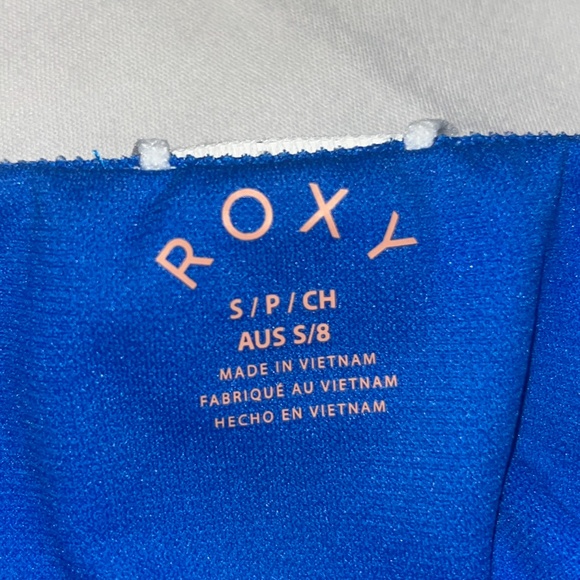 ROXY
S / P / CH
AUS S/8
MADE IN VIETNAM
FABRIQUÉ AU VIETNAM
HECHO EN VIETNAM